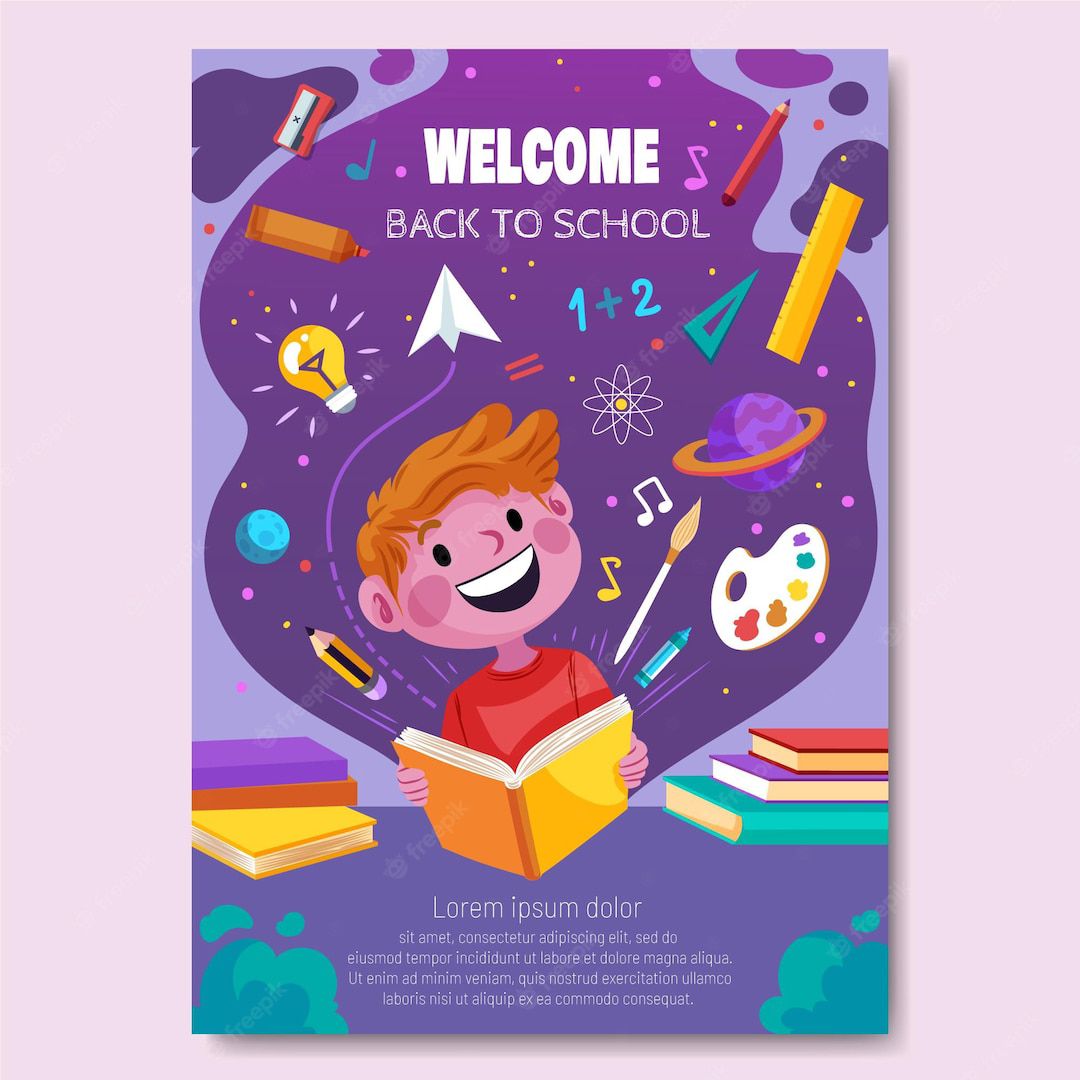 WELCOME
BACK TO SCHOOL
1+2
=
Lorem ipsum dolor
sit amet, consectetur adipiscing elit, sed do
eiusmod tempor incididunt ut labore et dolore magna aliqua.
Ut enim ad minim veniam, quis exercitation ullamco
laboris nisi ut aliquip ex ea commodo consequat.
freepik